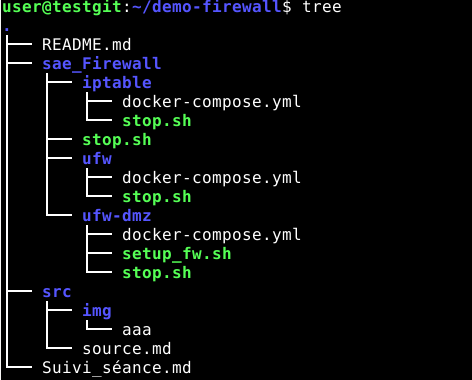 user@testgit:~/demo-firewall$ tree
.
├── README.md
├── sae_Firewall
│   ├── iptable
│   │   ├── docker-compose.yml
│   │   └── stop.sh
│   ├── stop.sh
│   ├── ufw
│   │   ├── docker-compose.yml
│   │   └── stop.sh
│   └── ufw-dmz
│       ├── docker-compose.yml
│       ├── setup_fw.sh
│       └── stop.sh
├── src
│   ├── img
│   │   └── aaa
│   └── source.md
└── Suivi_séance.md